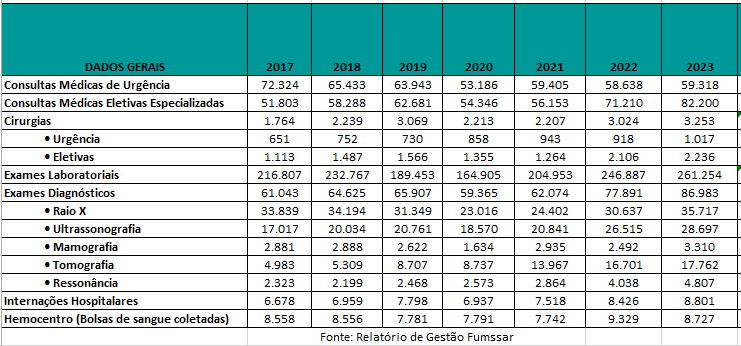 DADOS GERAIS 2017 2018 2019 2020 2021 2022 2023
Consultas Médicas de Urgência 72.324 65.433 63.943 53.186 59.405 58.638 59.318
Consultas Médicas Eletivas Especializadas 51.803 58.288 62.681 54.346 56.153 71.210 82.200
Cirurgias 1.764 2.239 3.069 2.213 2.207 3.024 3.253
• Urgência 651 752 730 858 943 918 1.017
• Eletivas 1.113 1.487 1.566 1.355 1.264 2.106 2.236
Exames Laboratoriais 216.807 232.767 189.453 164.905 204.953 246.887 261.254
Exames Diagnósticos 61.043 64.625 65.907 59.365 62.074 77.891 86.983
• Raio X 33.839 34.194 31.349 23.016 24.402 30.637 35.717
• Ultrassonografia 17.017 20.034 20.761 18.570 20.841 26.515 28.697
• Mamografia 2.881 2.888 2.622 1.634 2.935 2.492 3.310
• Tomografia 4.983 5.309 8.707 8.737 13.967 16.701 17.762
• Ressonância 2.323 2.199 2.468 2.573 2.864 4.038 4.807
Internações Hospitalares 6.678 6.959 7.798 6.937 7.518 8.426 8.801
Hemocentro (Bolsas de sangue coletadas) 8.558 8.556 7.781 7.791 7.742 9.329 8.727
Fonte: Relatório de Gestão Fumssar